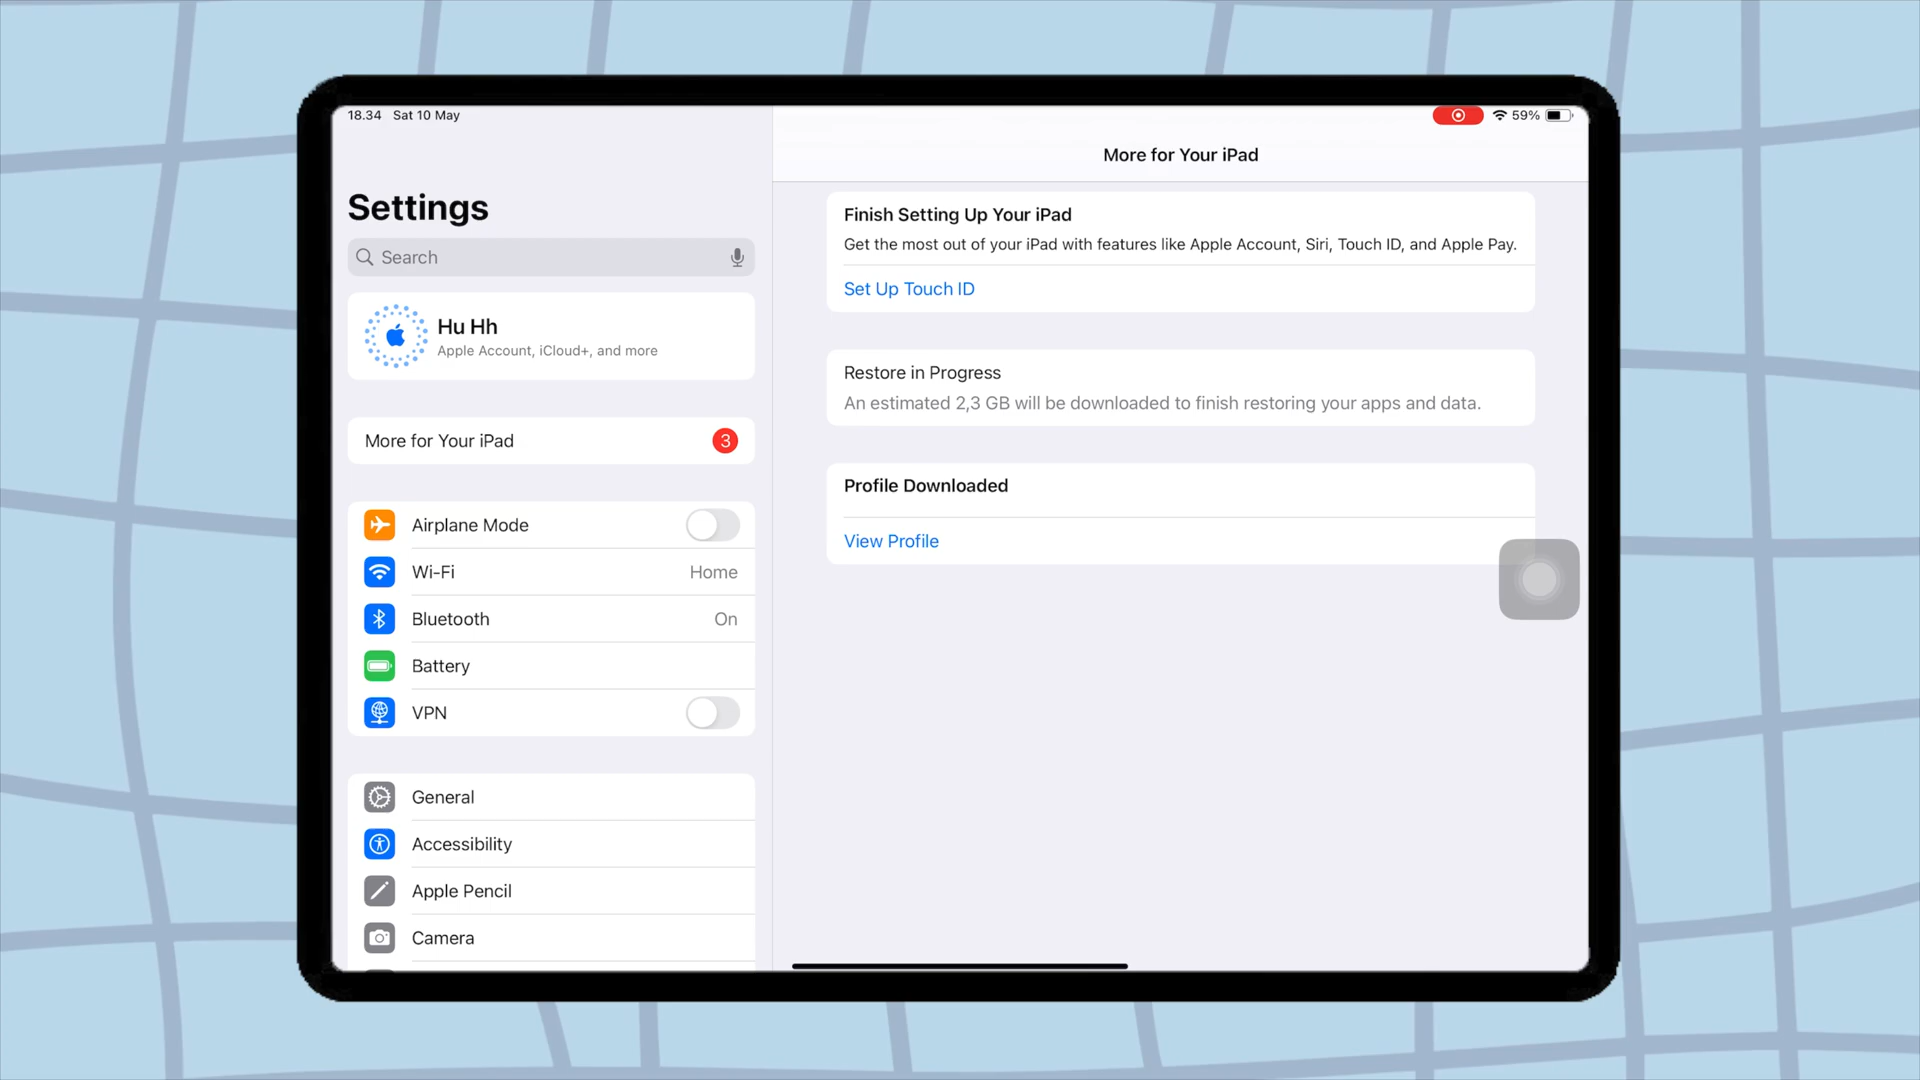 18.34 Sat 10 May
59%
Settings
Search
Hu Hh
Apple Account, iCloud+, and more
More for Your iPad
3
Airplane Mode
Wi-Fi Home
Bluetooth On
Battery
VPN
General
Accessibility
Apple Pencil
Camera
More for Your iPad
Finish Setting Up Your iPad
Get the most out of your iPad with features like Apple Account, Siri, Touch ID, and Apple Pay.
Set Up Touch ID
Restore in Progress
An estimated 2,3 GB will be downloaded to finish restoring your apps and data.
Profile Downloaded
View Profile